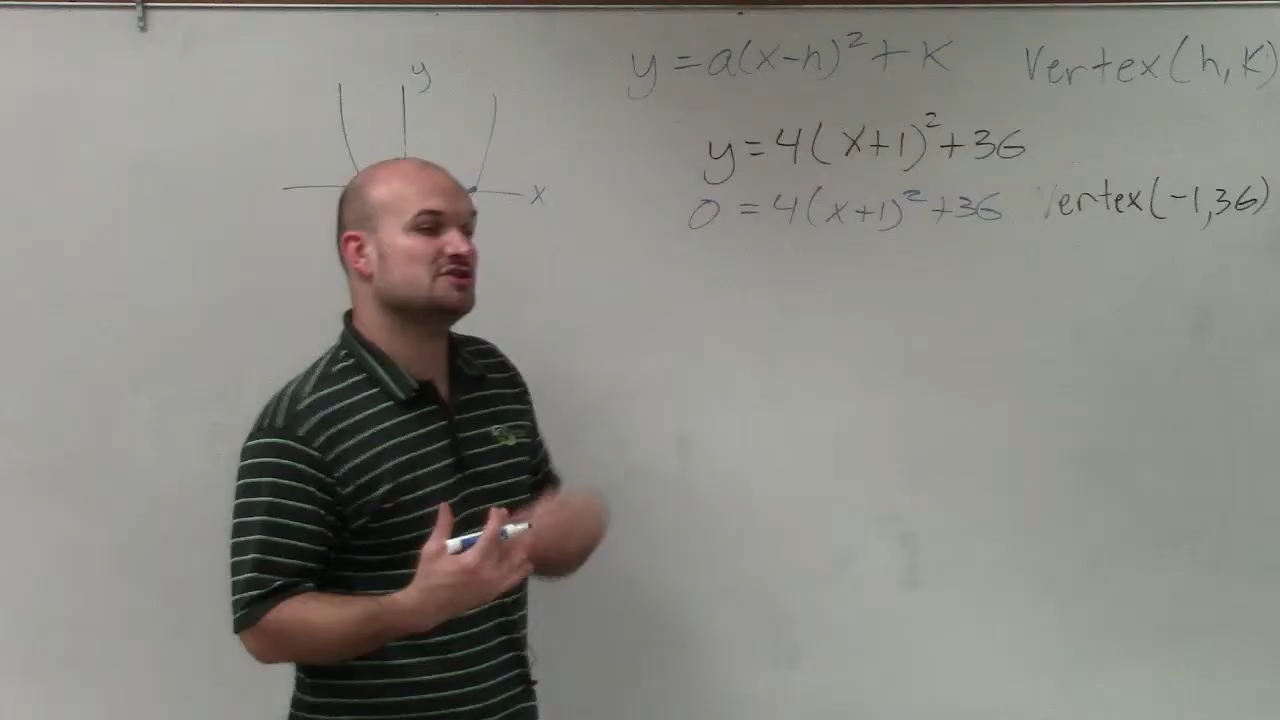 y
x
y = a(x-h)² + k Vertex(h, k)
y = 4(x+1)² + 36
0 = 4(x+1)² + 36 Vertex(-1, 36)